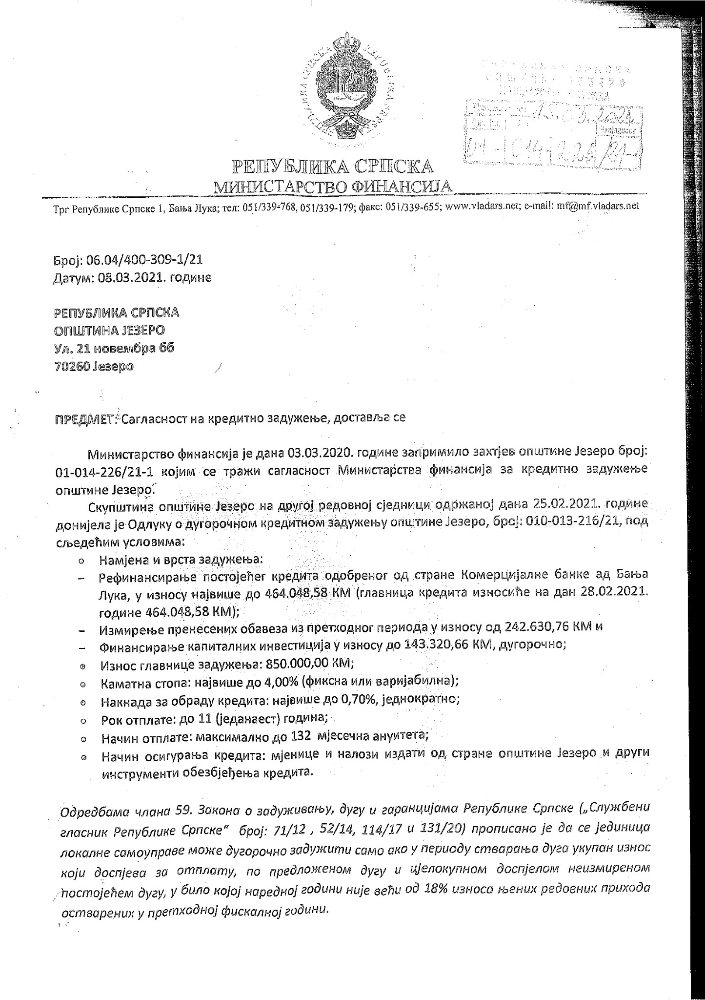 РЕПУБЛИКА СРПСКА РЕПУБЛИКА СРПСКА
СРПСКА
15.03.2021.
01- 014-226/21-1
РЕПУБЛИКА СРПСКА
МИНИСТАРСТВО ФИНАНСИЈА
Трг Републике Српске 1, Бања Лука; тел: 051/339-768, 051/339-179; факс: 051/339-655; www.vladars.net; e-mail: mf@mf.vladars.net
Број: 06.04/400-309-1/21
Датум: 08.03.2021. године
РЕПУБЛИКА СРПСКА
ОПШТИНА ЈЕЗЕРО
Ул. 21 новембра бб
70260 Језеро
ПРЕДМЕТ: Сагласност на кредитно задужење, доставља се
Министарство финансија је дана 03.03.2020. године запримило захтјев општине Језеро број:
01-014-226/21-1 којим се тражи сагласност Министарства финансија за кредитно задужење
општине Језеро.
Скупштина општине Језеро на другој редовној сједници одржаној дана 25.02.2021. године
донијела је Одлуку о дугорочном кредитном задужењу општине Језеро, број: 010-013-216/21, под
сљедећим условима:
o Намјена и врста задужења:
– Рефинансирање постојећег кредита одобреног од стране Комерцијалне банке ад Бања
Лука, у износу највише до 464.048,58 КМ (главница кредита износиће на дан 28.02.2021.
године 464.048,58 КМ);
– Измирење пренесених обавеза из претходног периода у износу од 242.630,76 КМ и
– Финансирање капиталних инвестиција у износу до 143.320,66 КМ, дугорочно;
o Износ главнице задужења: 850.000,00 КМ;
o Каматна стопа: највише до 4,00% (фиксна или варијабилна);
o Накнада за обраду кредита: највише до 0,70%, једнократно;
o Рок отплате: до 11 (једанаест) година;
o Начин отплате: максимално до 132 мјесечна ануитета;
o Начин осигурања кредита: мјенице и налози издати од стране општине Језеро и други
инструменти обезбјеђења кредита.
Одредбама члана 59. Закона о задуживању, дугу и гаранцијама Републике Српске („Службени
гласник Републике Српске“ број: 71/12 , 52/14, 114/17 и 131/20) прописано је да се јединица
локалне самоуправе може дугорочно задужити само ако у периоду стварања дуга укупан износ
који доспјева за отплату, по предложеном дугу и цјелокупном доспјелом неизмиреном
постојећем дугу, у било којој наредној години није већи од 18% износа њених редовних прихода
остварених у претходној фискалној години.